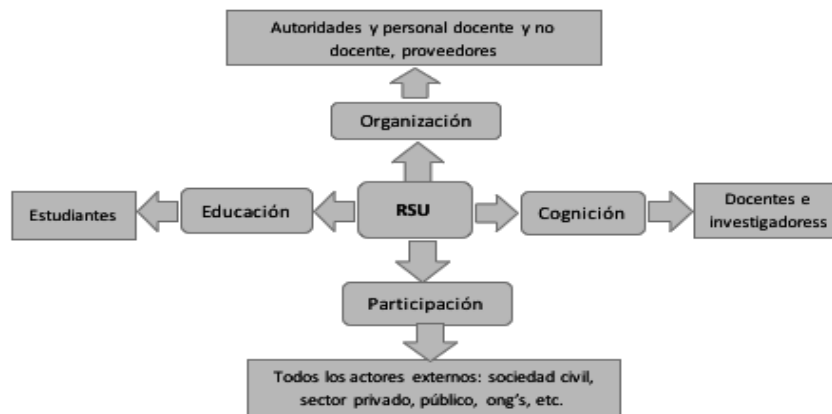 Autoridades y personal docente y no
docente, proveedores
Organización
Estudiantes
Educación
RSU
Cognición
Docentes e
investigadoress
Participación
Todos los actores externos: sociedad civil,
sector privado, público, ong's, etc.